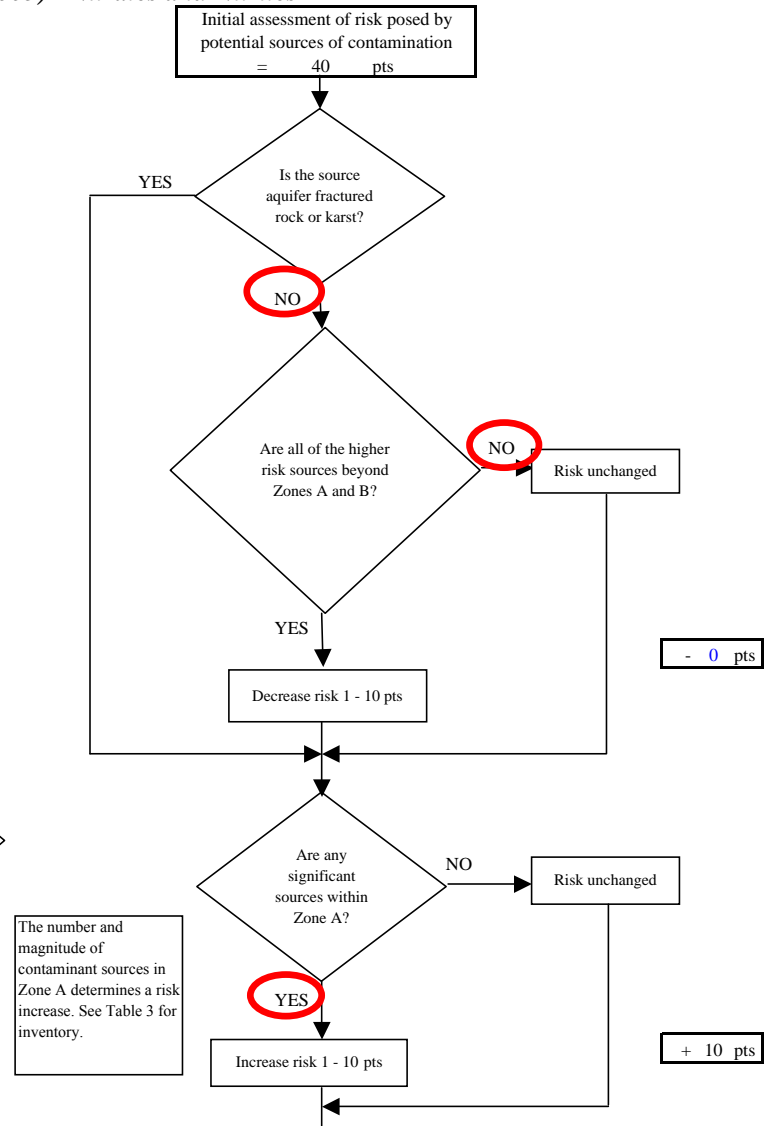 Initial assessment of risk posed by
potential sources of contamination
= 40 pts
Is the source
aquifer fractured
rock or karst?
YES
NO
Are all of the higher
risk sources beyond
Zones A and B?
NO
Risk unchanged
YES
- 0 pts
Decrease risk 1 - 10 pts
Are any
significant
sources within
Zone A?
NO
Risk unchanged
The number and
magnitude of
contaminant sources in
Zone A determines a risk
increase. See Table 3 for
inventory.
YES
Increase risk 1 - 10 pts
+ 10 pts